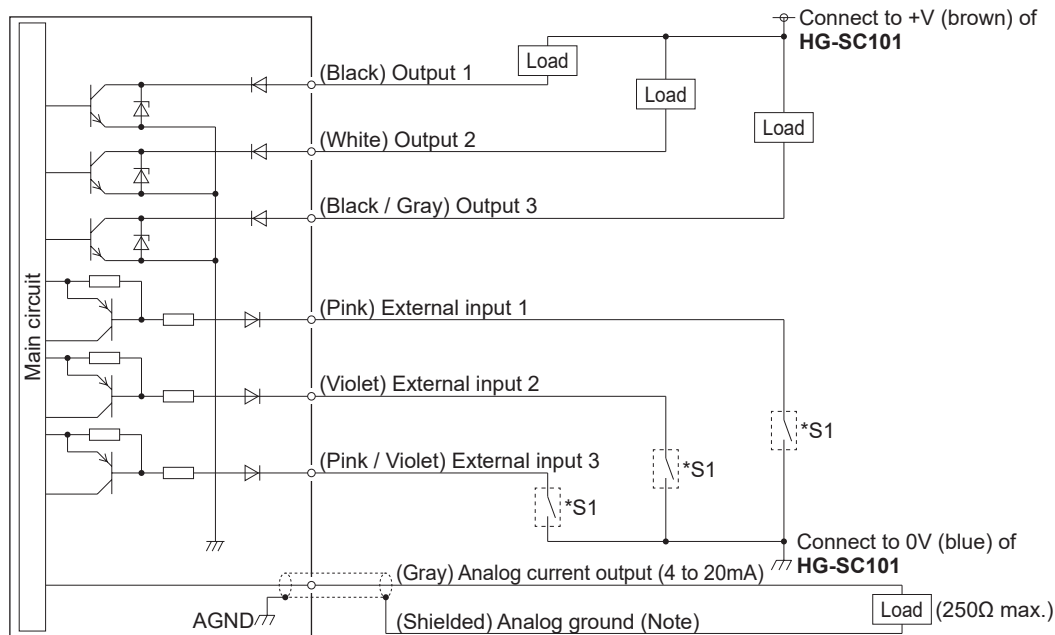 Connect to +V (brown) of
HG-SC101
Load
(Black) Output 1
Load
Load
(White) Output 2
(Black / Gray) Output 3
Main circuit
(Pink) External input 1
(Violet) External input 2
*S1
(Pink / Violet) External input 3
*S1
*S1
Connect to 0V (blue) of
HG-SC101
(Gray) Analog current output (4 to 20mA)
AGND
(Shielded) Analog ground (Note)
Load
(250Ω max.)